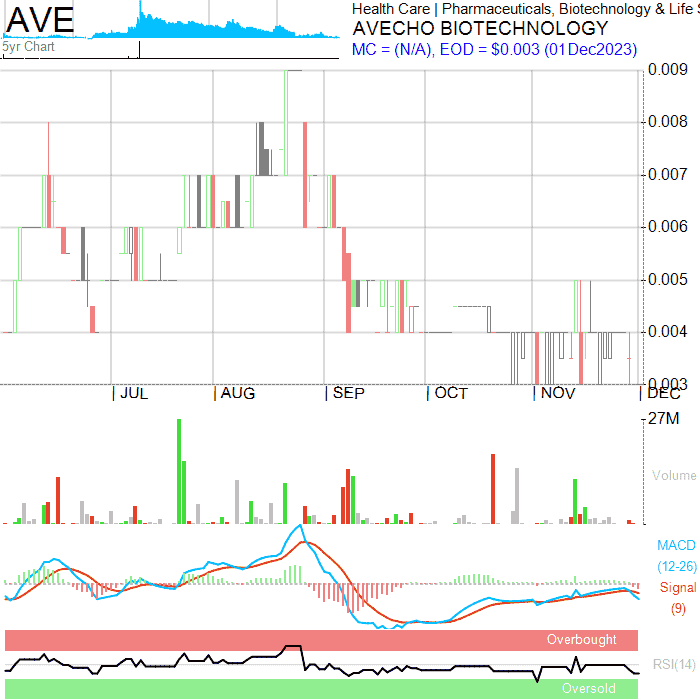 AVE
Health Care | Pharmaceuticals, Biotechnology & Life S
AVECHO BIOTECHNOLOGY
MC = (N/A), EOD = $0.003 (01Dec2023)
5yr Chart
0.009
0.008
0.007
0.006
0.005
0.004
0.003
JUL AUG SEP OCT NOV DEC
27M
Volume
MACD
(12-26)
Signal
(9)
Overbought
RSI(14)
Oversold